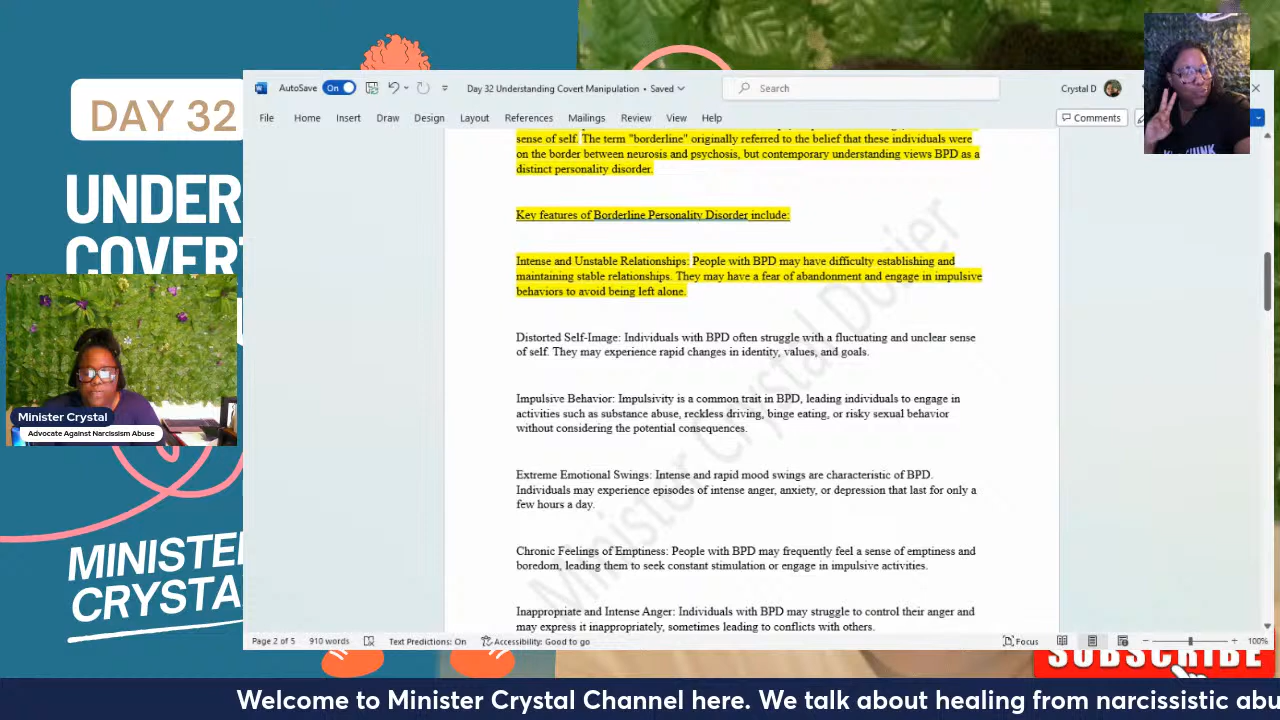 DAY 32
UNDER
COVERT
Minister Crystal
Advocate Against Narcissism Abuse
MINISTE
CRYSTA
AutoSave On
Day 32 Understanding Covert Manipulation • Saved
Search
Crystal D
File Home Insert Draw Design Layout References Mailings Review View Help
Comments
sense of self. The term "borderline" originally referred to the belief that these individuals were
on the border between neurosis and psychosis, but contemporary understanding views BPD as a
distinct personality disorder.
Key features of Borderline Personality Disorder include:
Intense and Unstable Relationships: People with BPD may have difficulty establishing and
maintaining stable relationships. They may have a fear of abandonment and engage in impulsive
behaviors to avoid being left alone.
Distorted Self-Image: Individuals with BPD often struggle with a fluctuating and unclear sense
of self. They may experience rapid changes in identity, values, and goals.
Impulsive Behavior: Impulsivity is a common trait in BPD, leading individuals to engage in
activities such as substance abuse, reckless driving, binge eating, or risky sexual behavior
without considering the potential consequences.
Extreme Emotional Swings: Intense and rapid mood swings are characteristic of BPD.
Individuals may experience episodes of intense anger, anxiety, or depression that last for only a
few hours a day.
Chronic Feelings of Emptiness: People with BPD may frequently feel a sense of emptiness and
boredom, leading them to seek constant stimulation or engage in impulsive activities.
Inappropriate and Intense Anger: Individuals with BPD may struggle to control their anger and
may express it inappropriately, sometimes leading to conflicts with others.
Minister Crystal Dozier
Page 2 of 5 910 words Text Predictions: On Accessibility: Good to go Focus 100%
SUBSCRIBE
Welcome to Minister Crystal Channel here. We talk about healing from narcissistic abu